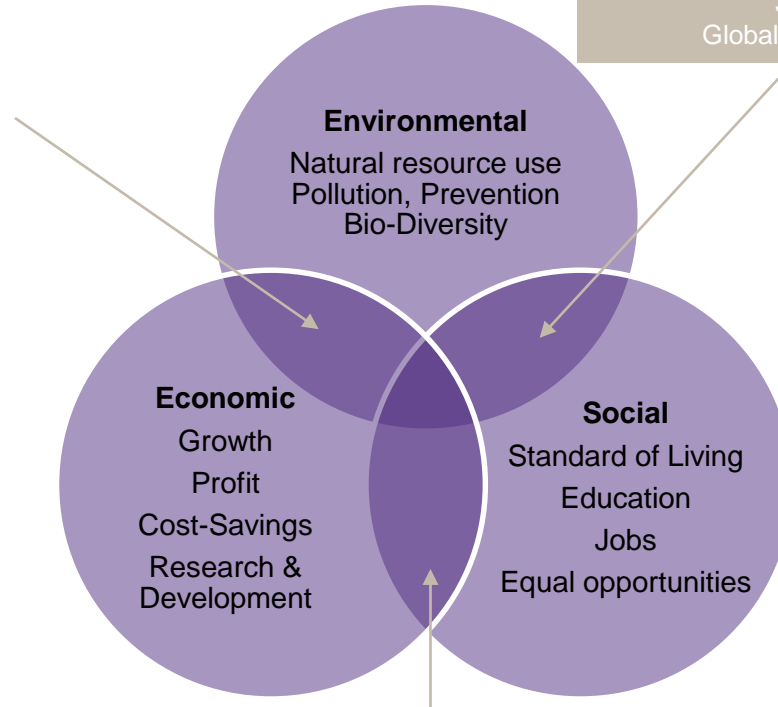 Global
Environmental
Natural resource use
Pollution, Prevention
Bio-Diversity
Economic
Growth
Profit
Cost-Savings
Research &
Development
Social
Standard of Living
Education
Jobs
Equal opportunities